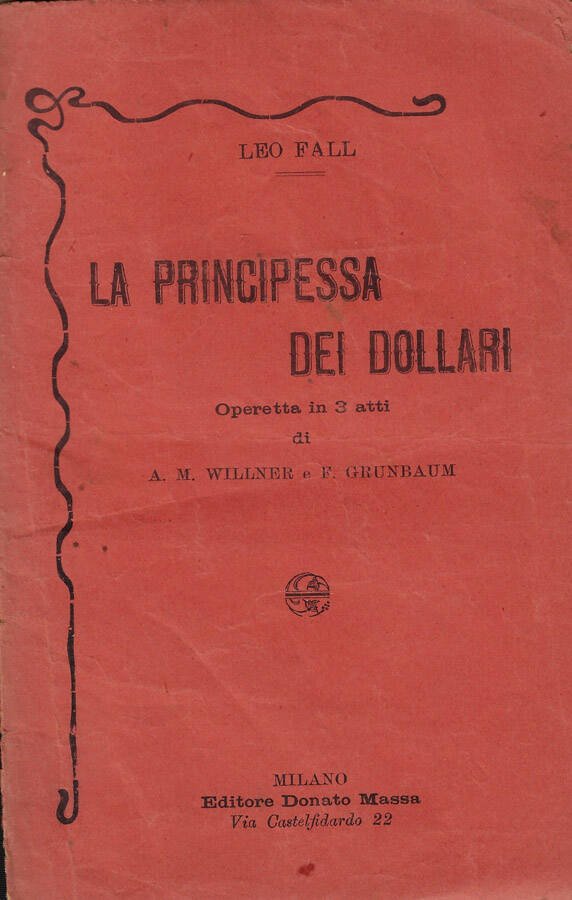 LEO FALL
LA PRINCIPESSA
DEI DOLLARI
Operetta in 3 atti
di
A. M. WILLNER e F. GRUNBAUM
MILANO
Editore Donato Massa
Via Castelfidardo 22